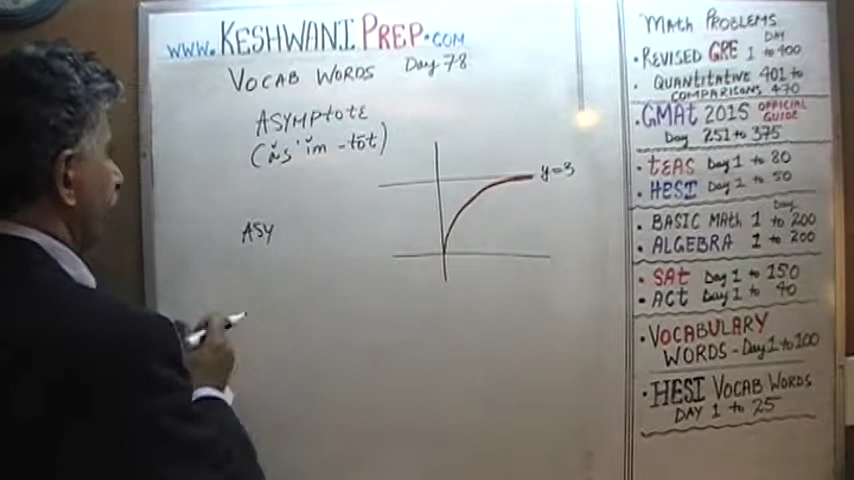 www.KESHWANIPREP.COM
VOCAB WORDS Day 78
ASYMPTOTE
(ăs'ĭm-tōt)
y=3
ASY
MATH PROBLEMS
DAY
• REVISED GRE 1 to 400
• QUANTITATIVE 401 to
COMPARISONS 470
• GMAT 2015 OFFICIAL
GUIDE
Day 251 to 375
• TEAS Day 1 to 80
• HESI Day 1 to 50
Day
• BASIC MATH 1 to 200
• ALGEBRA 1 to 200
• SAT Day 1 to 150
• ACT Day 1 to 40
• VOCABULARY
WORDS - Day 1 to 100
• HESI VOCAB WORDS
DAY 1 to 25